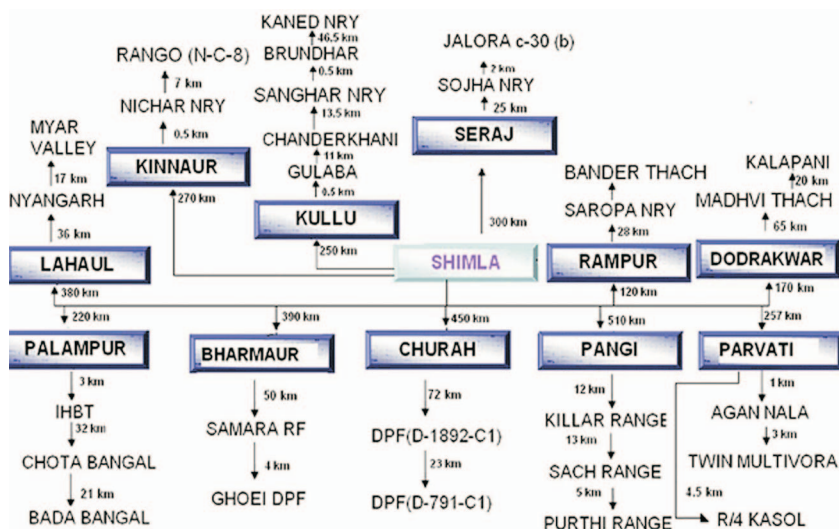 KANED NRY
46.5 km
BRUNDHAR
0.5 km
SANGHAR NRY
13.5 km
CHANDERKHANI
11 km
GULABA
0.5 km
KULLU
250 km
RANGO (N-C-8)
7 km
NICHAR NRY
0.5 km
KINNAUR
270 km
JALORA c-30 (b)
2 km
SOJHA NRY
25 km
SERAJ
300 km
MYAR
VALLEY
17 km
NYANGARH
36 km
LAHAUL
380 km
SHIMLA
BANDER THACH
SAROPA NRY
28 km
RAMPUR
120 km
KALAPANI
20 km
MADHVI THACH
65 km
DODRAKWAR
170 km
220 km
PALAMPUR
3 km
IHBT
32 km
CHOTA BANGAL
21 km
BADA BANGAL
390 km
BHARMAUR
50 km
SAMARA RF
4 km
GHOEI DPF
450 km
CHURAH
72 km
DPF(D-1892-C1)
23 km
DPF(D-791-C1)
510 km
PANGI
12 km
KILLAR RANGE
13 km
SACH RANGE
5 km
PURTHI RANGE
257 km
PARVATI
1 km
AGAN NALA
3 km
TWIN MULTIVORA
4.5 km
R/4 KASOL